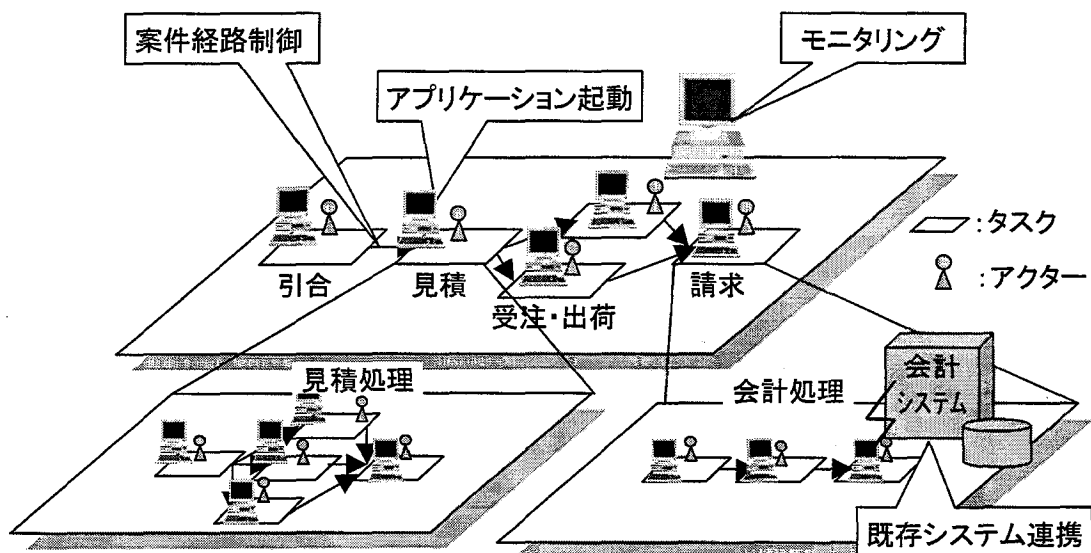 案件経路制御
モニタリング
アプリケーション起動
引合
見積
受注・出荷
請求
:タスク
:アクター
見積処理
会計処理
会計
システム
既存システム連携